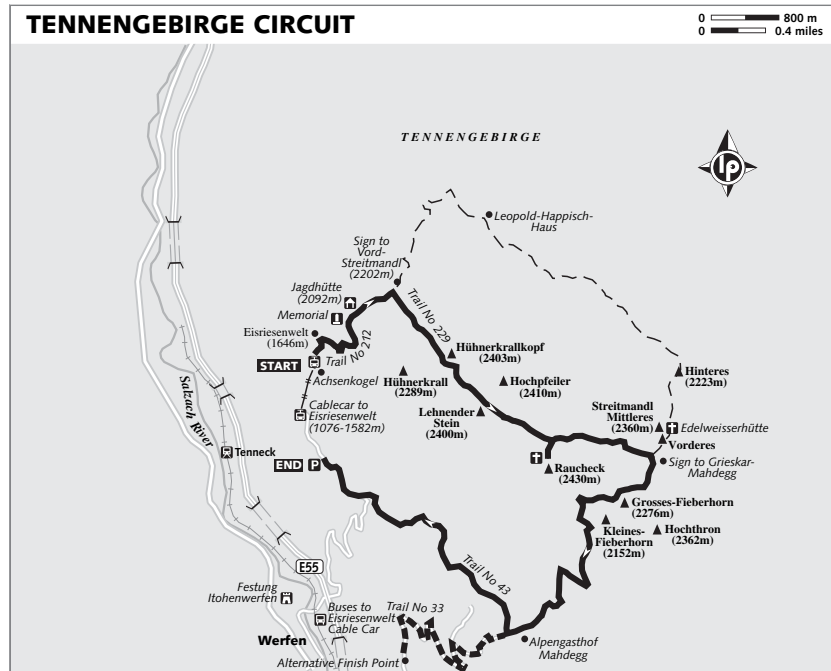 TENNENGEBIRGE CIRCUIT
0 800 m
0 0.4 miles
TENNENGEBIRGE
lp
Leopold-Happisch-
Haus
Sign to
Vord-
Streitmandl
(2202m)
Jagdhütte
(2092m)
Memorial
Trail No 229
Eisriesenwelt
(1646m)
Trail No 212
START
Achsenkogel
Hühnerkrallkopf
(2403m)
Hühnerkrall
(2289m)
Hochpfeiler
(2410m)
Hinteres
(2223m)
Salzach River
Cablecar to
Eisriesenwelt
(1076-1582m)
Lehnender
Stein
(2400m)
Streitmandl
Mittleres
(2360m)
Edelweisserhütte
Vorderes
Tenneck
END P
Raucheck
(2430m)
Sign to Grieskar-
Mahdegg
Grosses-Fieberhorn
(2276m)
Kleines-
Fieberhorn
(2152m)
Hochthron
(2362m)
E55
Trail No 43
Festung
Itohenwerfen
Buses to
Eisriesenwelt
Cable Car
Trail No 33
Werfen
Alpengasthof
Mahdegg
Alternative Finish Point